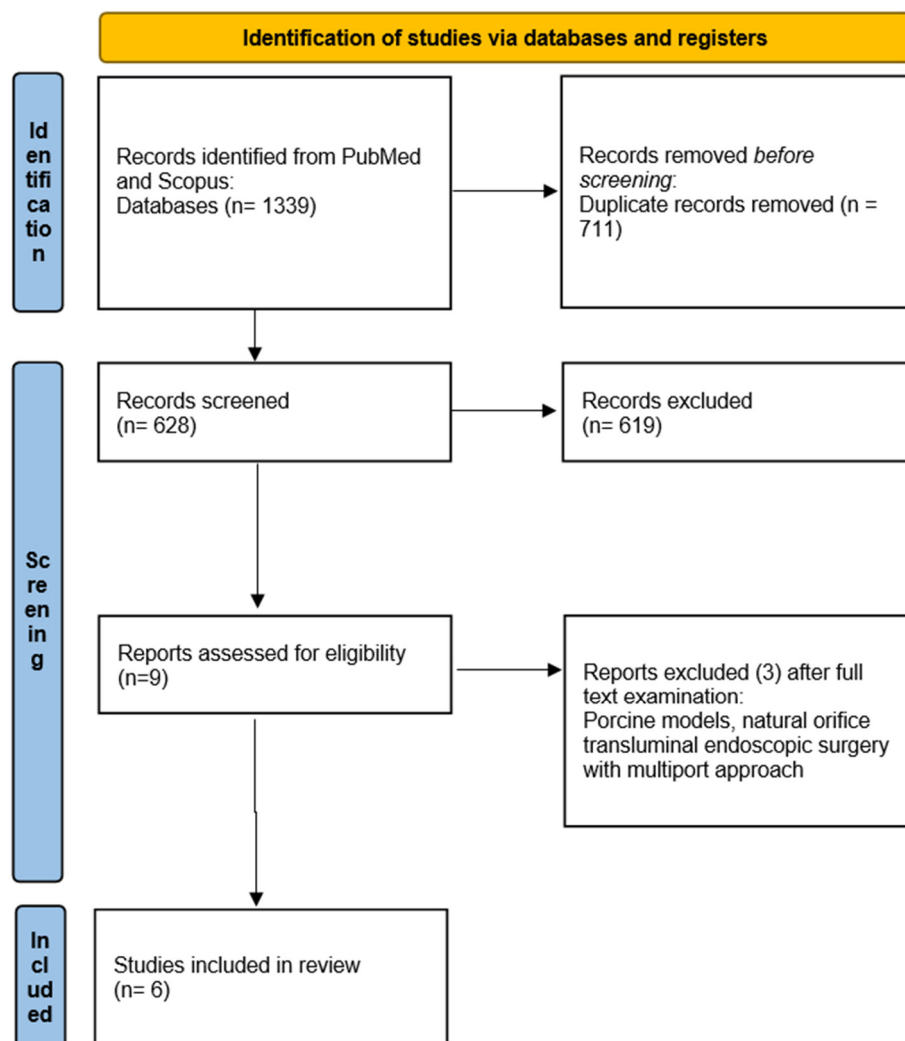 Identification of studies via databases and registers
Id
en
tifi
ca
tio
n
Records identified from PubMed
and Scopus:
Databases (n= 1339)
Records removed before
screening:
Duplicate records removed (n =
711)
Sc
re
en
in
g
Records screened
(n= 628)
Records excluded
(n= 619)
Reports assessed for eligibility
(n=9)
Reports excluded (3) after full
text examination:
Porcine models, natural orifice
transluminal endoscopic surgery
with multiport approach
In
cl
ud
ed
Studies included in review
(n= 6)